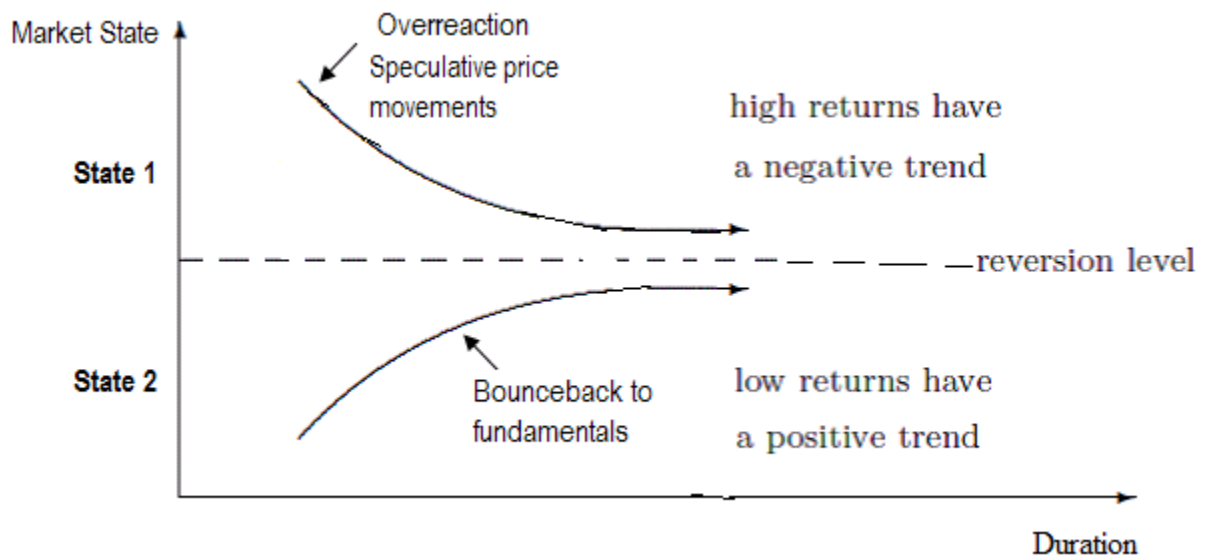 Market State
Overreaction
Speculative price
movements
high returns have
a negative trend
State 1
reversion level
State 2
Bounceback to
fundamentals
low returns have
a positive trend
Duration